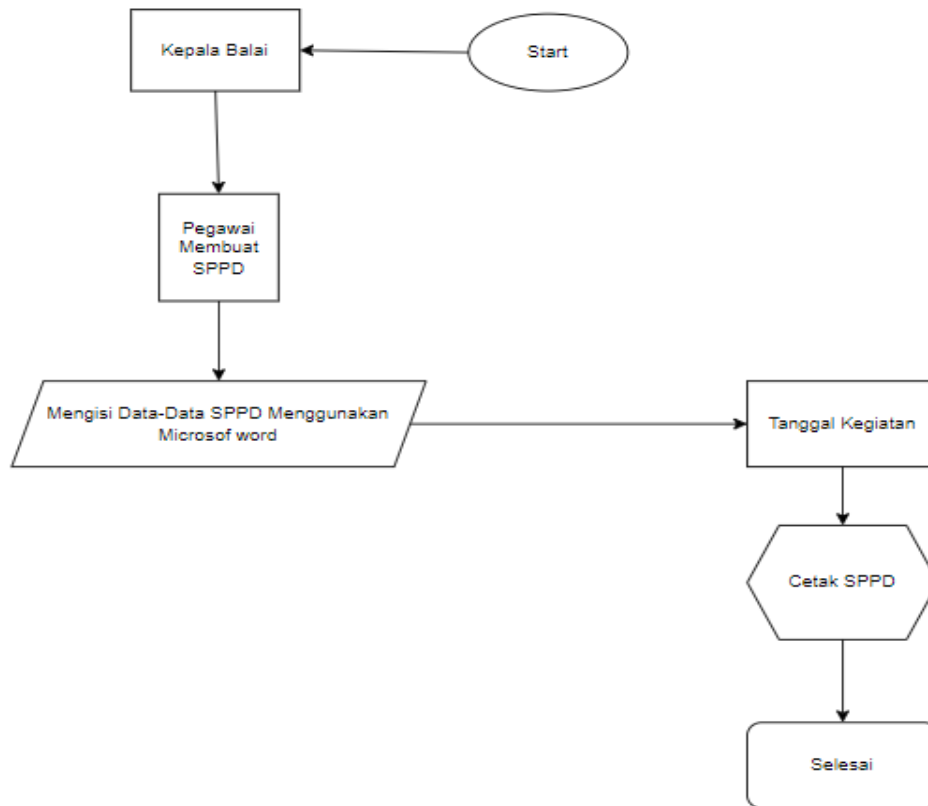 Start
Kepala Balai
Pegawai
Membuat
SPPD
Mengisi Data-Data SPPD Menggunakan
Microsof word
Tanggal Kegiatan
Cetak SPPD
Selesai